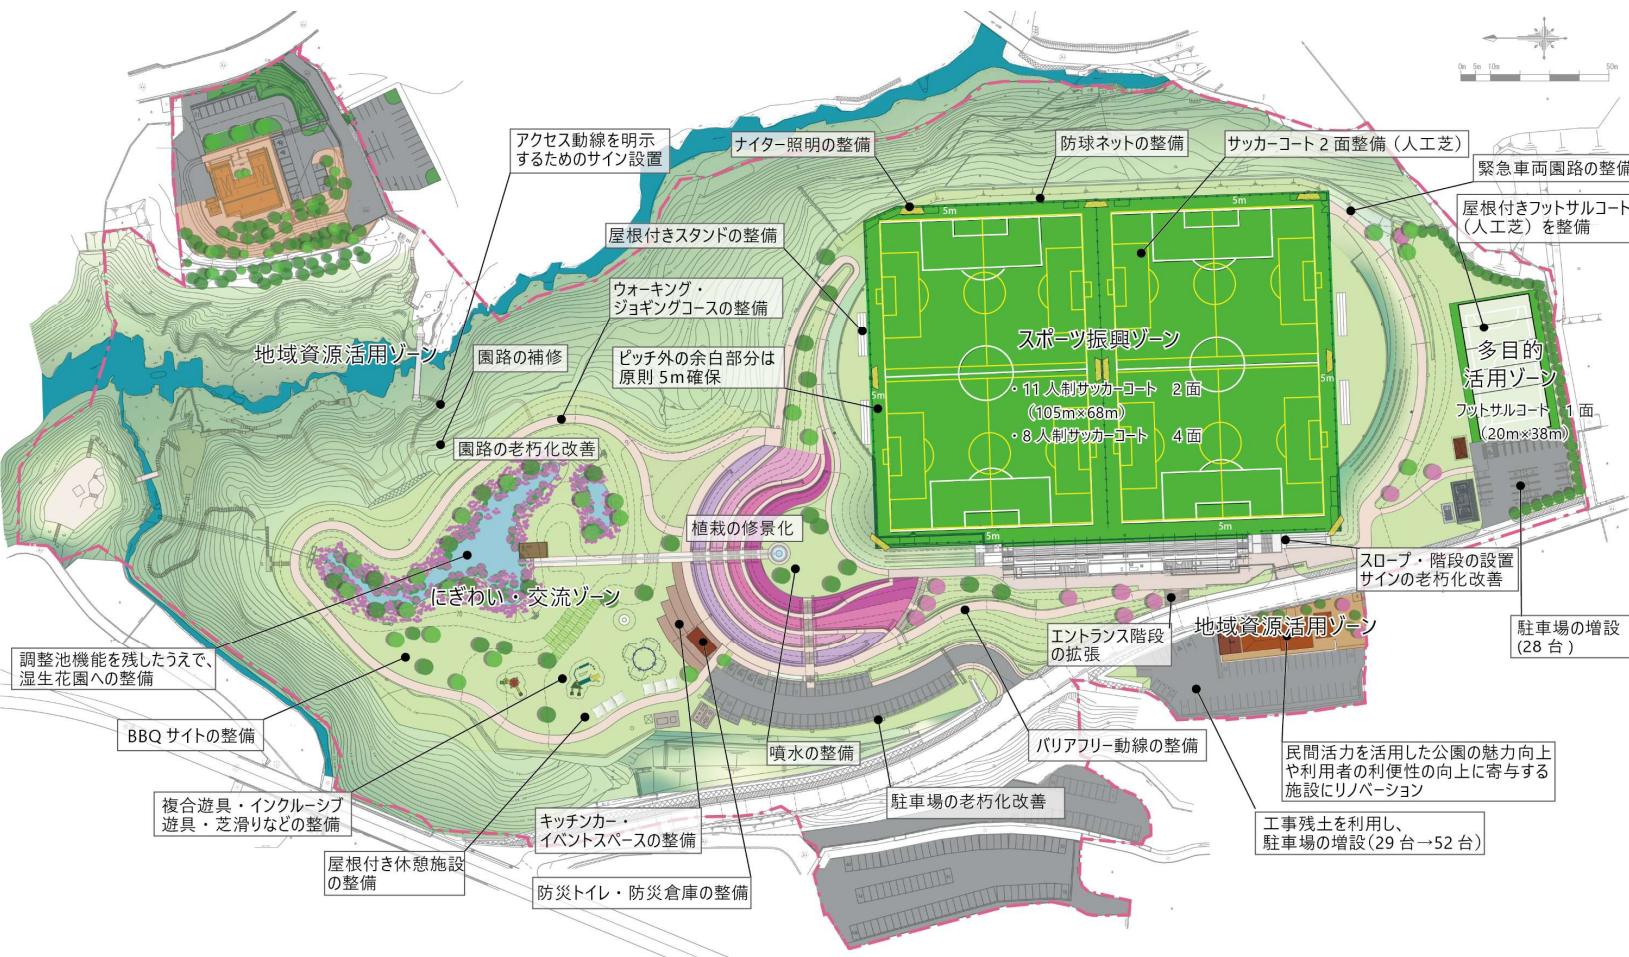 0m 5m 10m 50m
アクセス動線を明示
するためのサイン設置
ナイター照明の整備
防球ネットの整備
サッカーコート2面整備（人工芝）
緊急車両園路の整備
屋根付きフットサルコート
（人工芝）を整備
屋根付きスタンドの整備
ウォーキング・
ジョギングコースの整備
ピッチ外の余白部分は
原則5m確保
地域資源活用ゾーン
園路の補修
園路の老朽化改善
5m
5m
5m
5m
5m
5m
スポーツ振興ゾーン
・11人制サッカーコート　2面
（105m×68m）
・8人制サッカーコート　4面
多目的
活用ゾーン
フットサルコート　1面
（20m×38m）
植栽の修景化
にぎわい・交流ゾーン
スロープ・階段の設置
サインの老朽化改善
エントランス階段
の拡張
地域資源活用ゾーン
駐車場の増設
(28台)
調整池機能を残したうえで、
湿生花園への整備
BBQサイトの整備
噴水の整備
バリアフリー動線の整備
民間活力を活用した公園の魅力向上
や利用者の利便性の向上に寄与する
施設にリノベーション
複合遊具・インクルーシブ
遊具・芝滑りなどの整備
キッチンカー・
イベントスペースの整備
駐車場の老朽化改善
工事残土を利用し、
駐車場の増設(29台→52台)
屋根付き休憩施設
の整備
防災トイレ・防災倉庫の整備